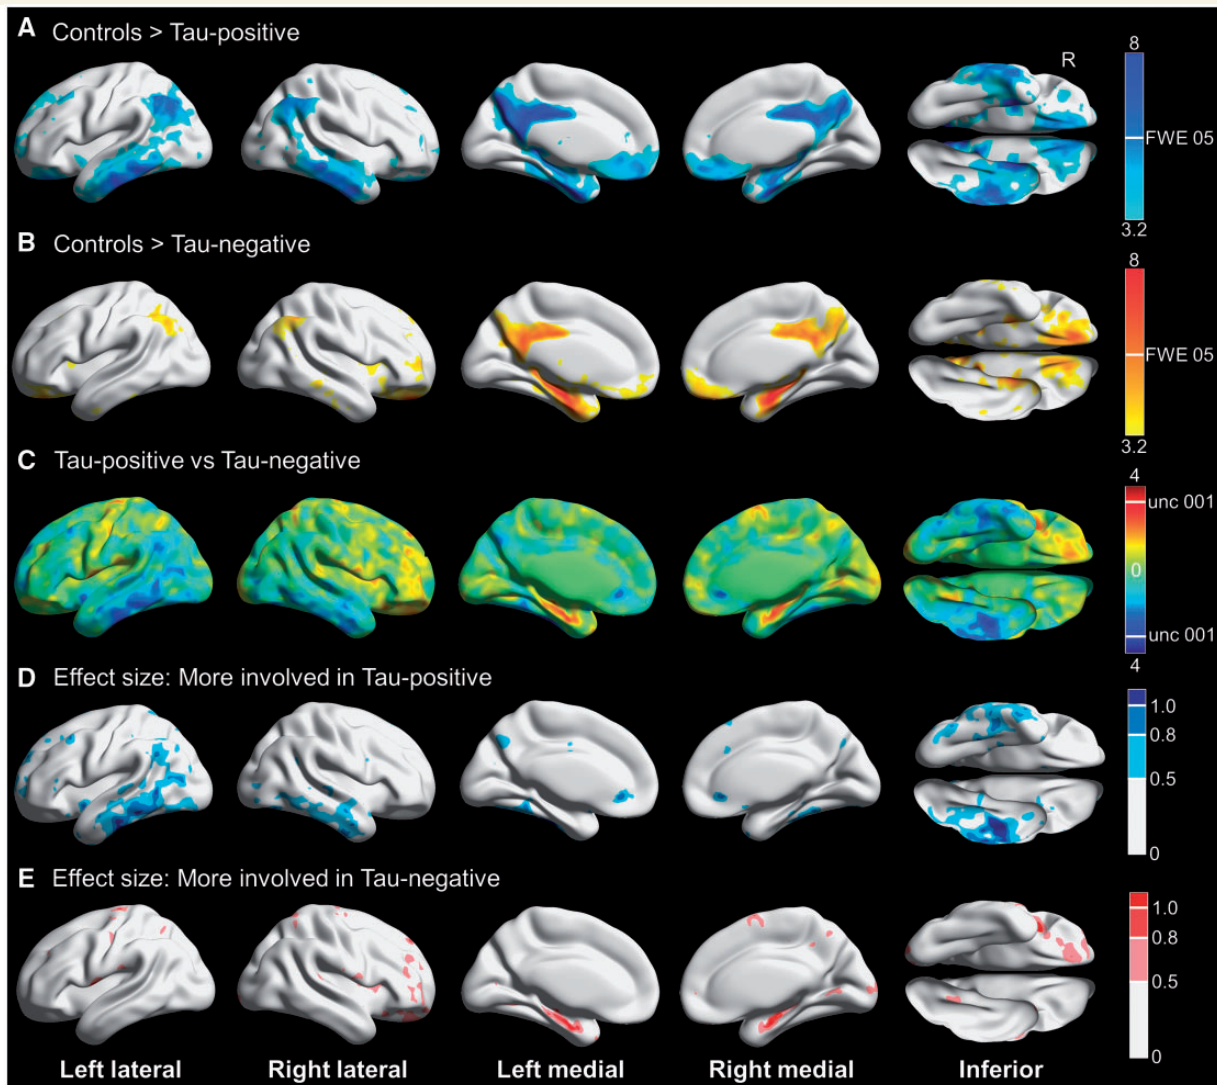 A Controls > Tau-positive
8
R
FWE 05
3.2
B Controls > Tau-negative
8
FWE 05
3.2
C Tau-positive vs Tau-negative
4
unc 001
0
unc 001
4
D Effect size: More involved in Tau-positive
1.0
0.8
0.5
0
E Effect size: More involved in Tau-negative
1.0
0.8
0.5
0
Left lateral Right lateral Left medial Right medial Inferior